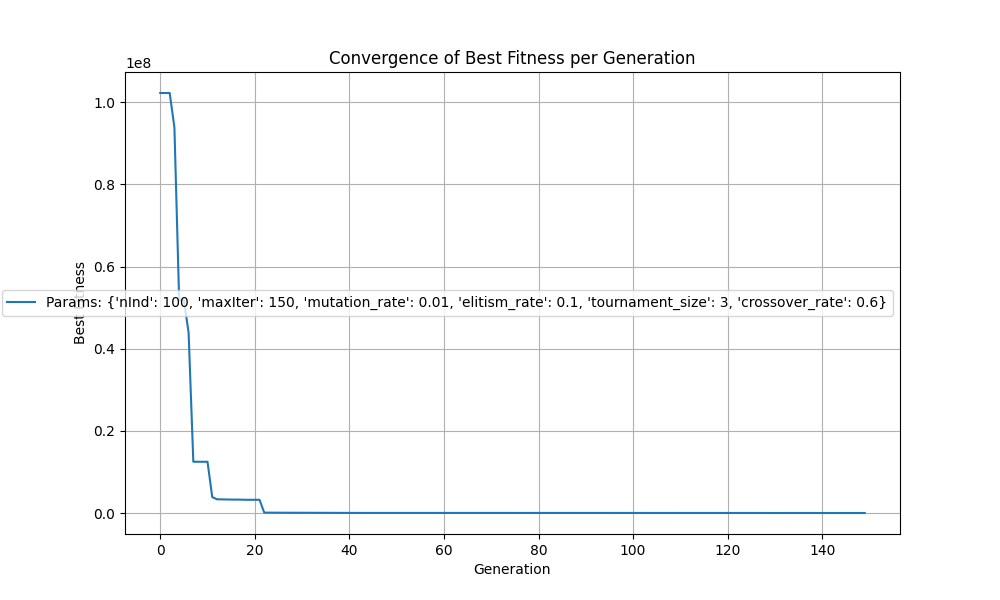 Convergence of Best Fitness per Generation
1e8
1.0
0.8
0.6
0.4
0.2
0.0
Best
Params: {'nInd': 100, 'maxIter': 150, 'mutation_rate': 0.01, 'elitism_rate': 0.1, 'tournament_size': 3, 'crossover_rate': 0.6}
0 20 40 60 80 100 120 140
Generation